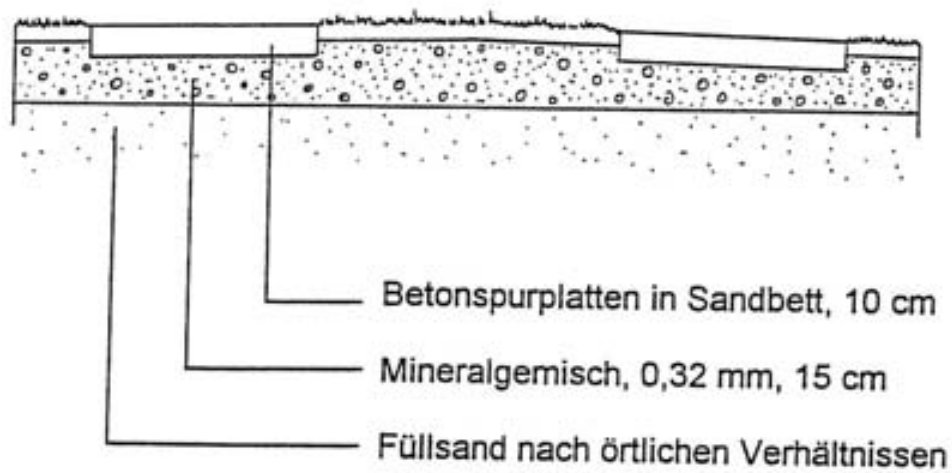 Betonspurplatten in Sandbett, 10 cm
Mineralgemisch, 0,32 mm, 15 cm
Füllsand nach örtlichen Verhältnissen